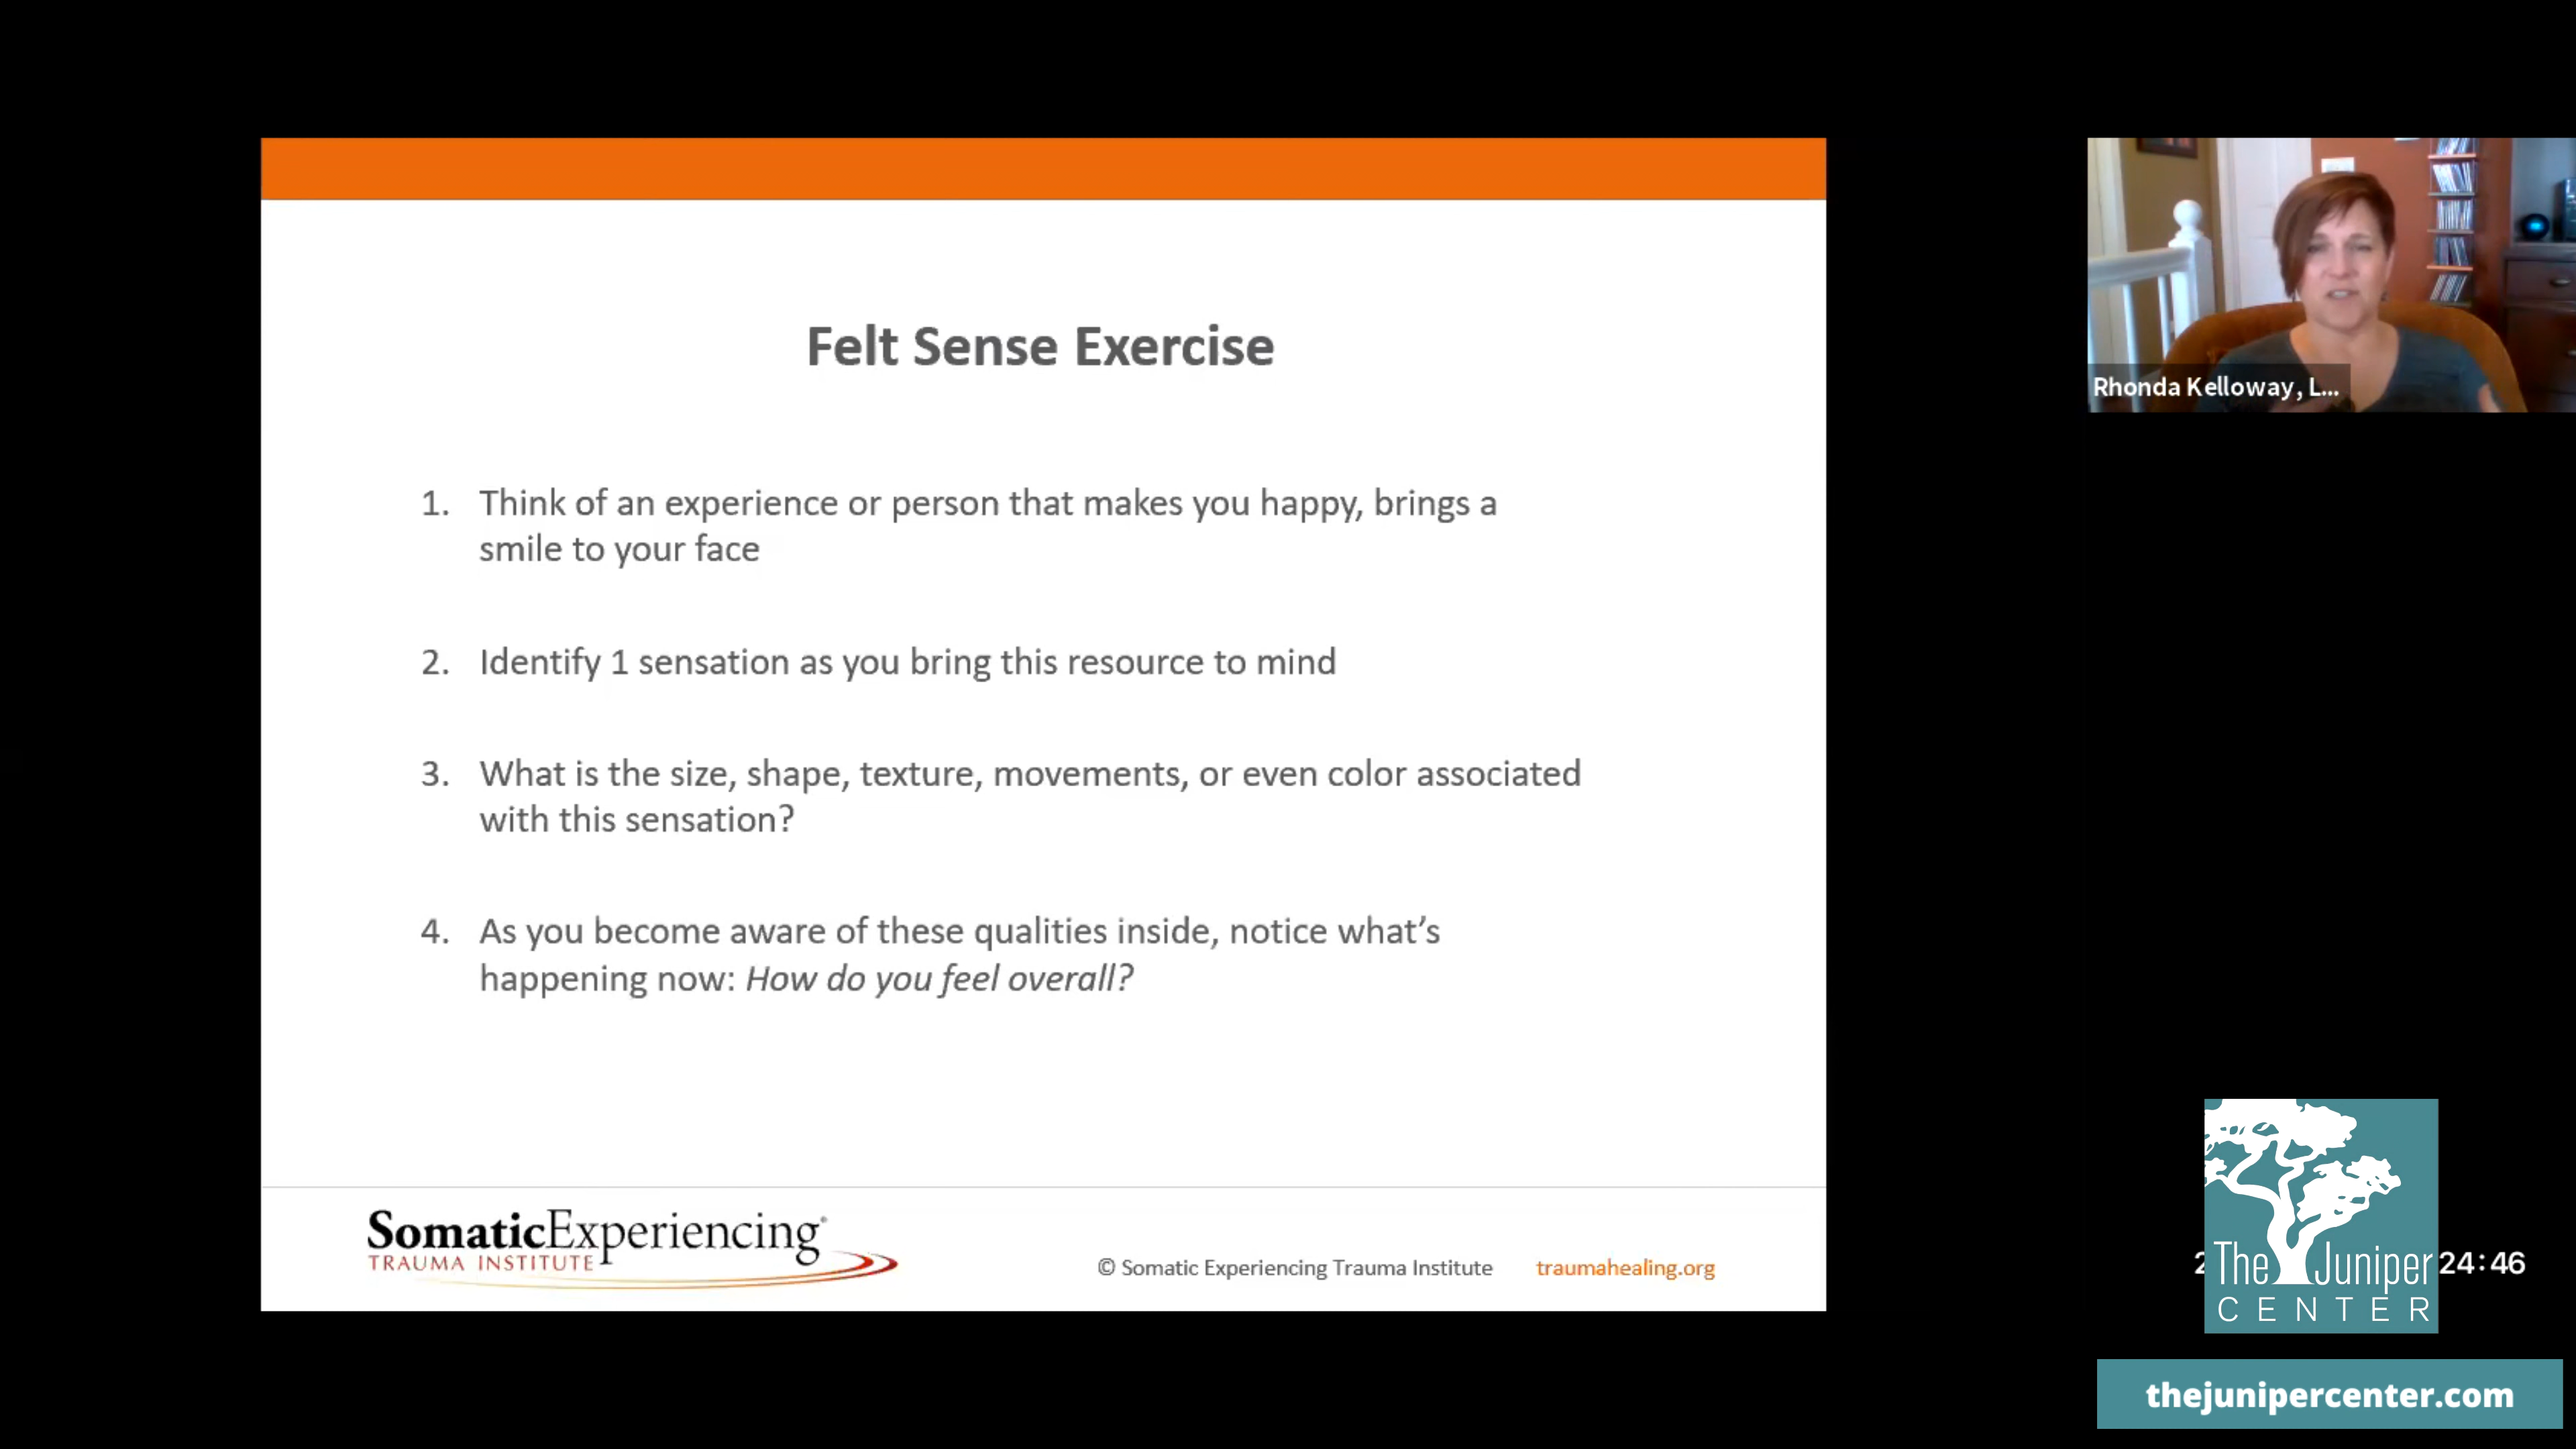 Felt Sense Exercise
1. Think of an experience or person that makes you happy, brings a
smile to your face
2. Identify 1 sensation as you bring this resource to mind
3. What is the size, shape, texture, movements, or even color associated
with this sensation?
4. As you become aware of these qualities inside, notice what's
happening now: How do you feel overall?
SomaticExperiencing®
TRAUMA INSTITUTE
© Somatic Experiencing Trauma Institute traumahealing.org
Rhonda Kelloway, L...
The Juniper
CENTER
24:46
thejunipercenter.com